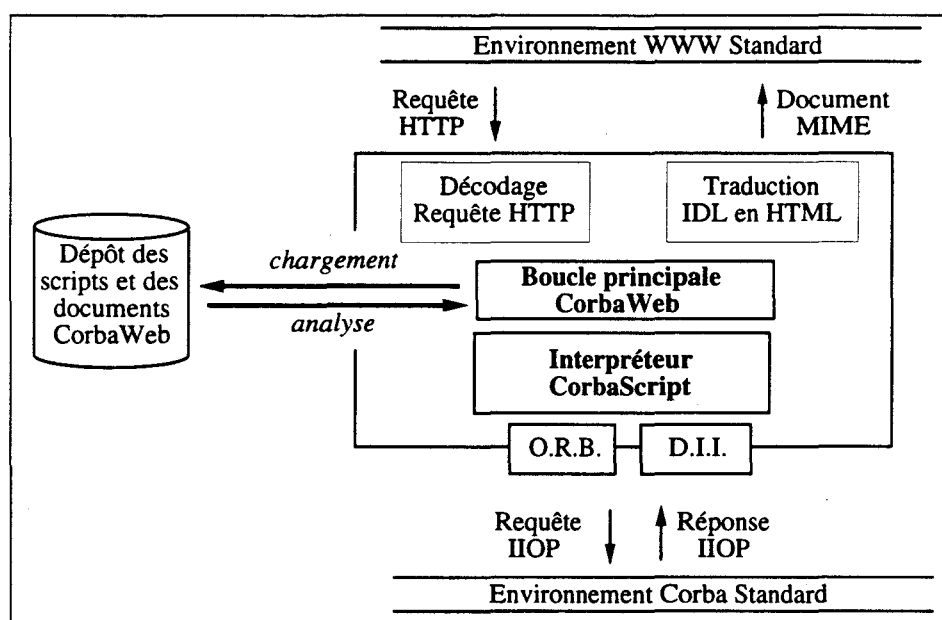 Environnement WWW Standard
Requête
HTTP
Document
MIME
Décodage
Requête HTTP
Traduction
IDL en HTML
Dépôt des
scripts et des
documents
CorbaWeb
chargement
analyse
Boucle principale
CorbaWeb
Interpréteur
CorbaScript
O.R.B.
D.I.I.
Requête
IIOP
Réponse
IIOP
Environnement Corba Standard